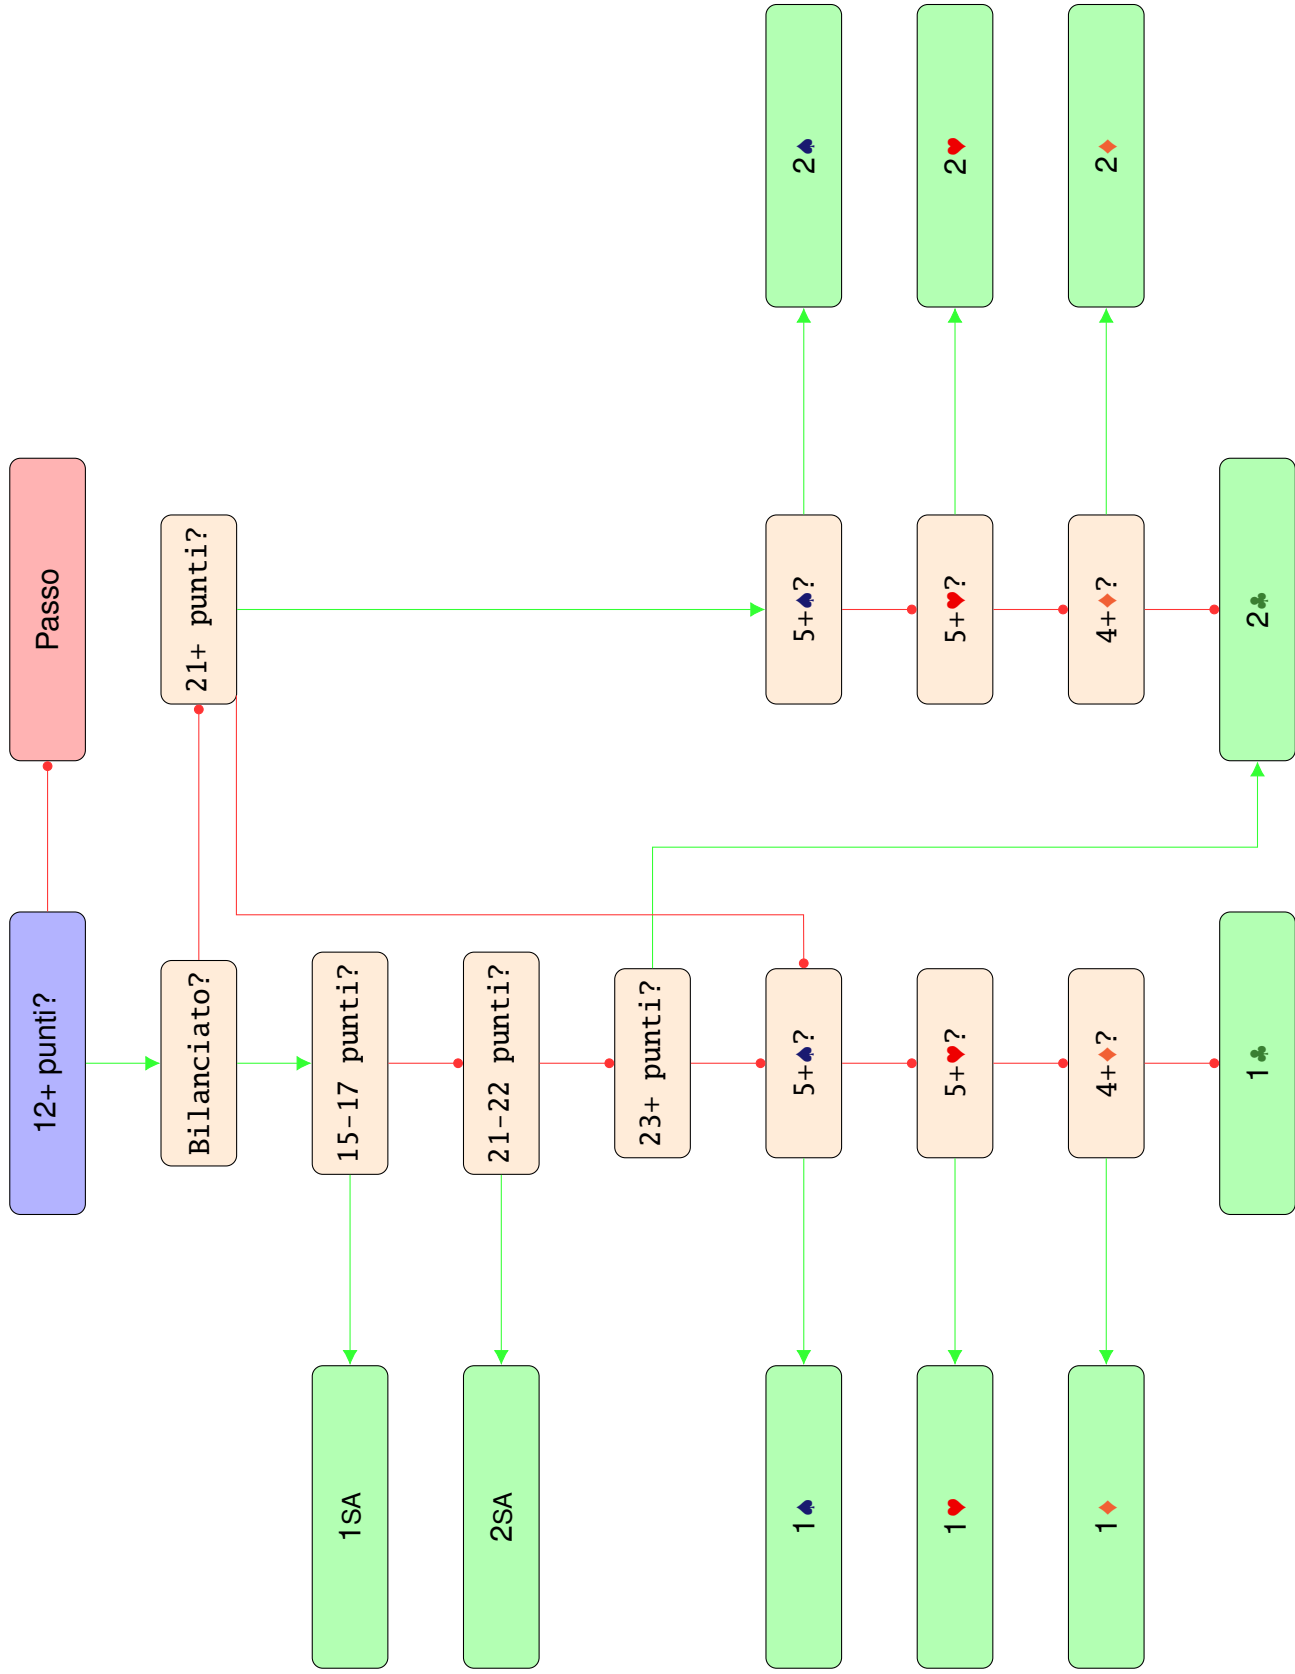 12+ punti?
Passo
Bilanciato?
21+ punti?
1SA
15-17 punti?
2SA
21-22 punti?
23+ punti?
1♠
5+♠?
5+♠?
2♠
1♥
5+♥?
5+♥?
2♥
1♦
4+♦?
4+♦?
2♦
1♣
2♣